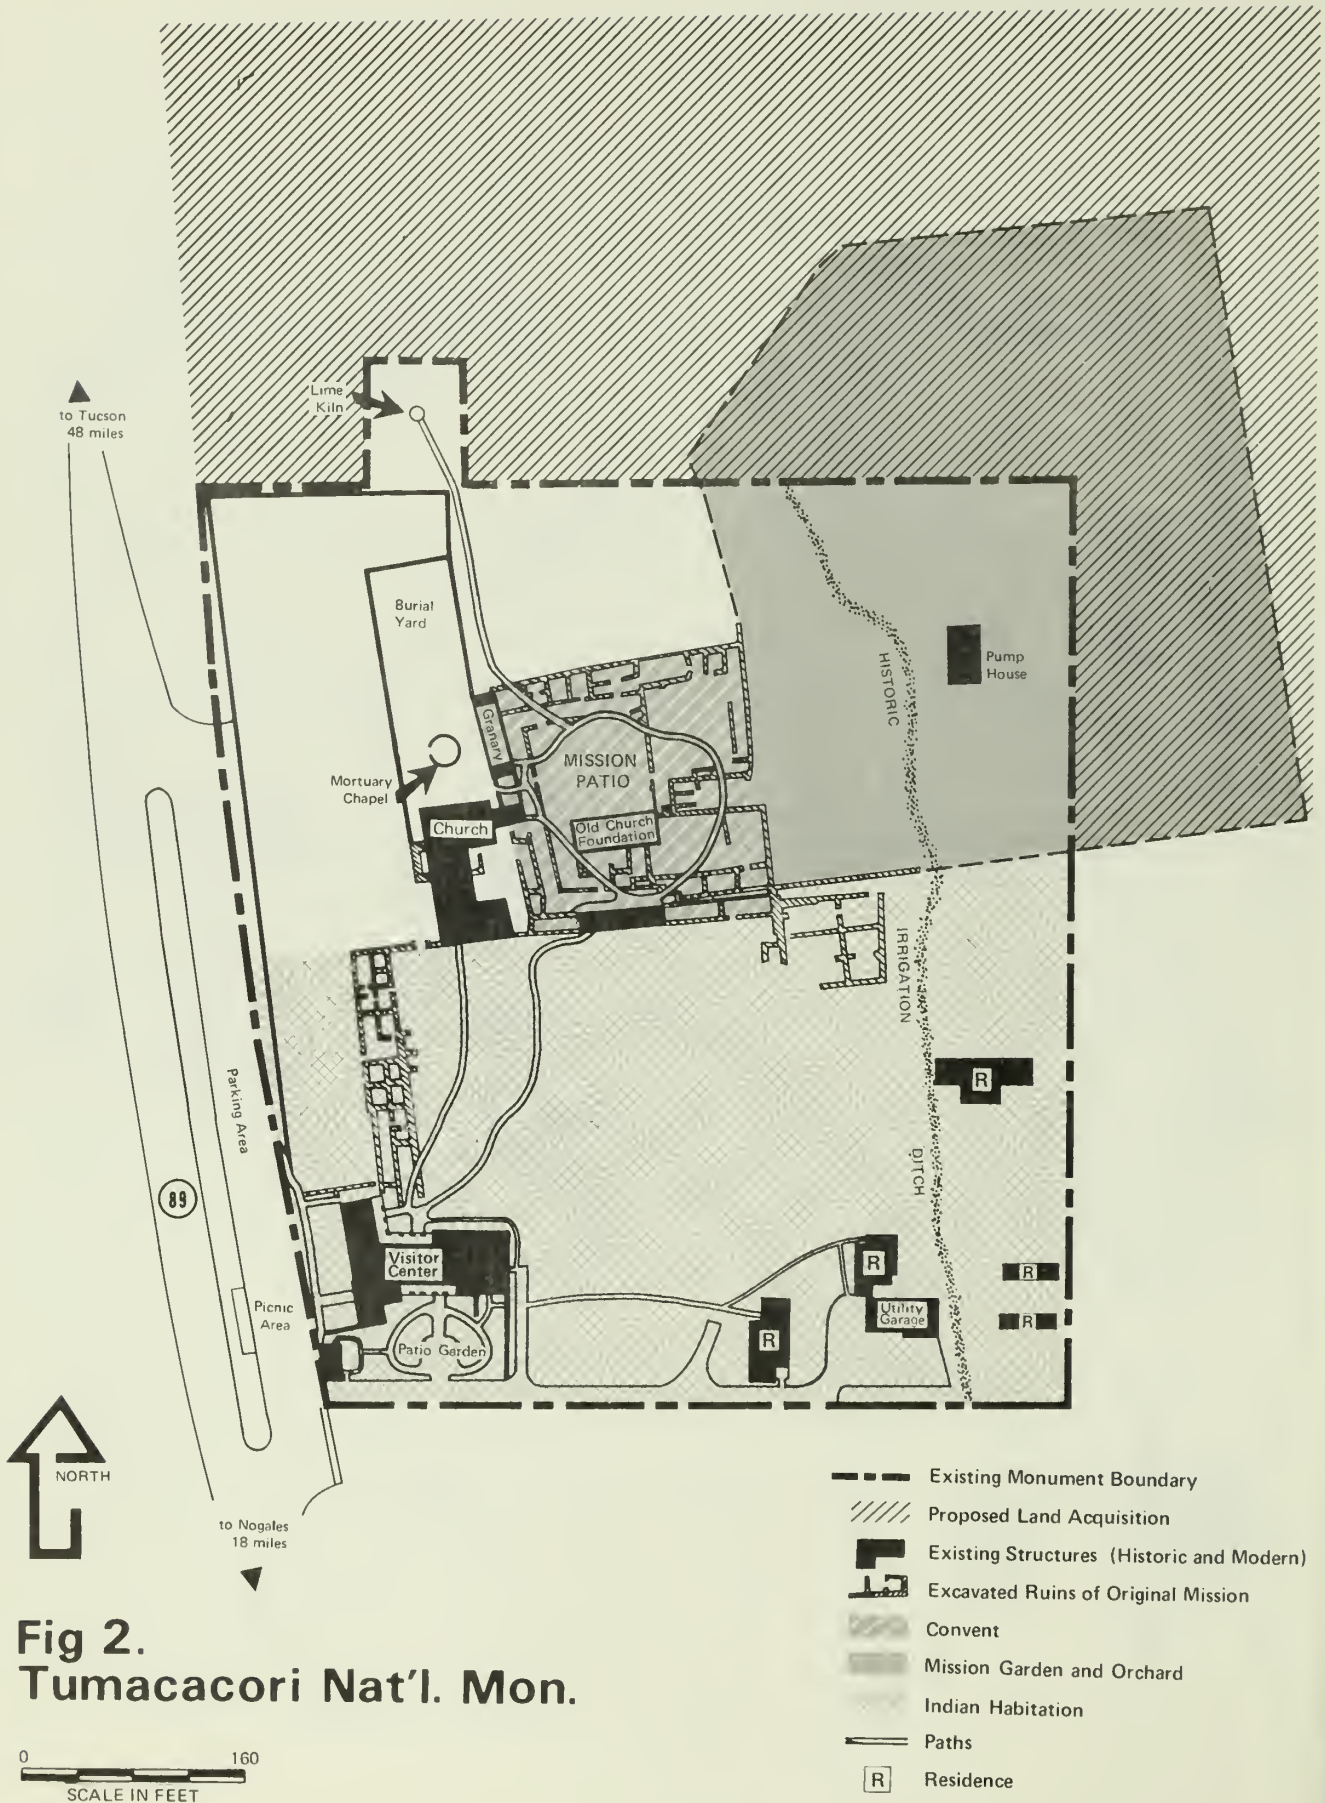 Lime
Kiln
to Tucson
48 miles
Burial
Yard
HISTORIC
Pump
House
Granary
MISSION
PATIO
Mortuary
Chapel
Church
Old Church
Foundation
IRRIGATION
Parking Area
R
DITCH
89
Visitor
Center
R
R
Picnic
Area
Utility
Garage
R
R
Patio Garden
NORTH
to Nogales
18 miles
Existing Monument Boundary
Proposed Land Acquisition
Existing Structures (Historic and Modern)
Excavated Ruins of Original Mission
Convent
Mission Garden and Orchard
Indian Habitation
Paths
R Residence
Fig 2.
Tumacacori Nat'l. Mon.
0 160
SCALE IN FEET